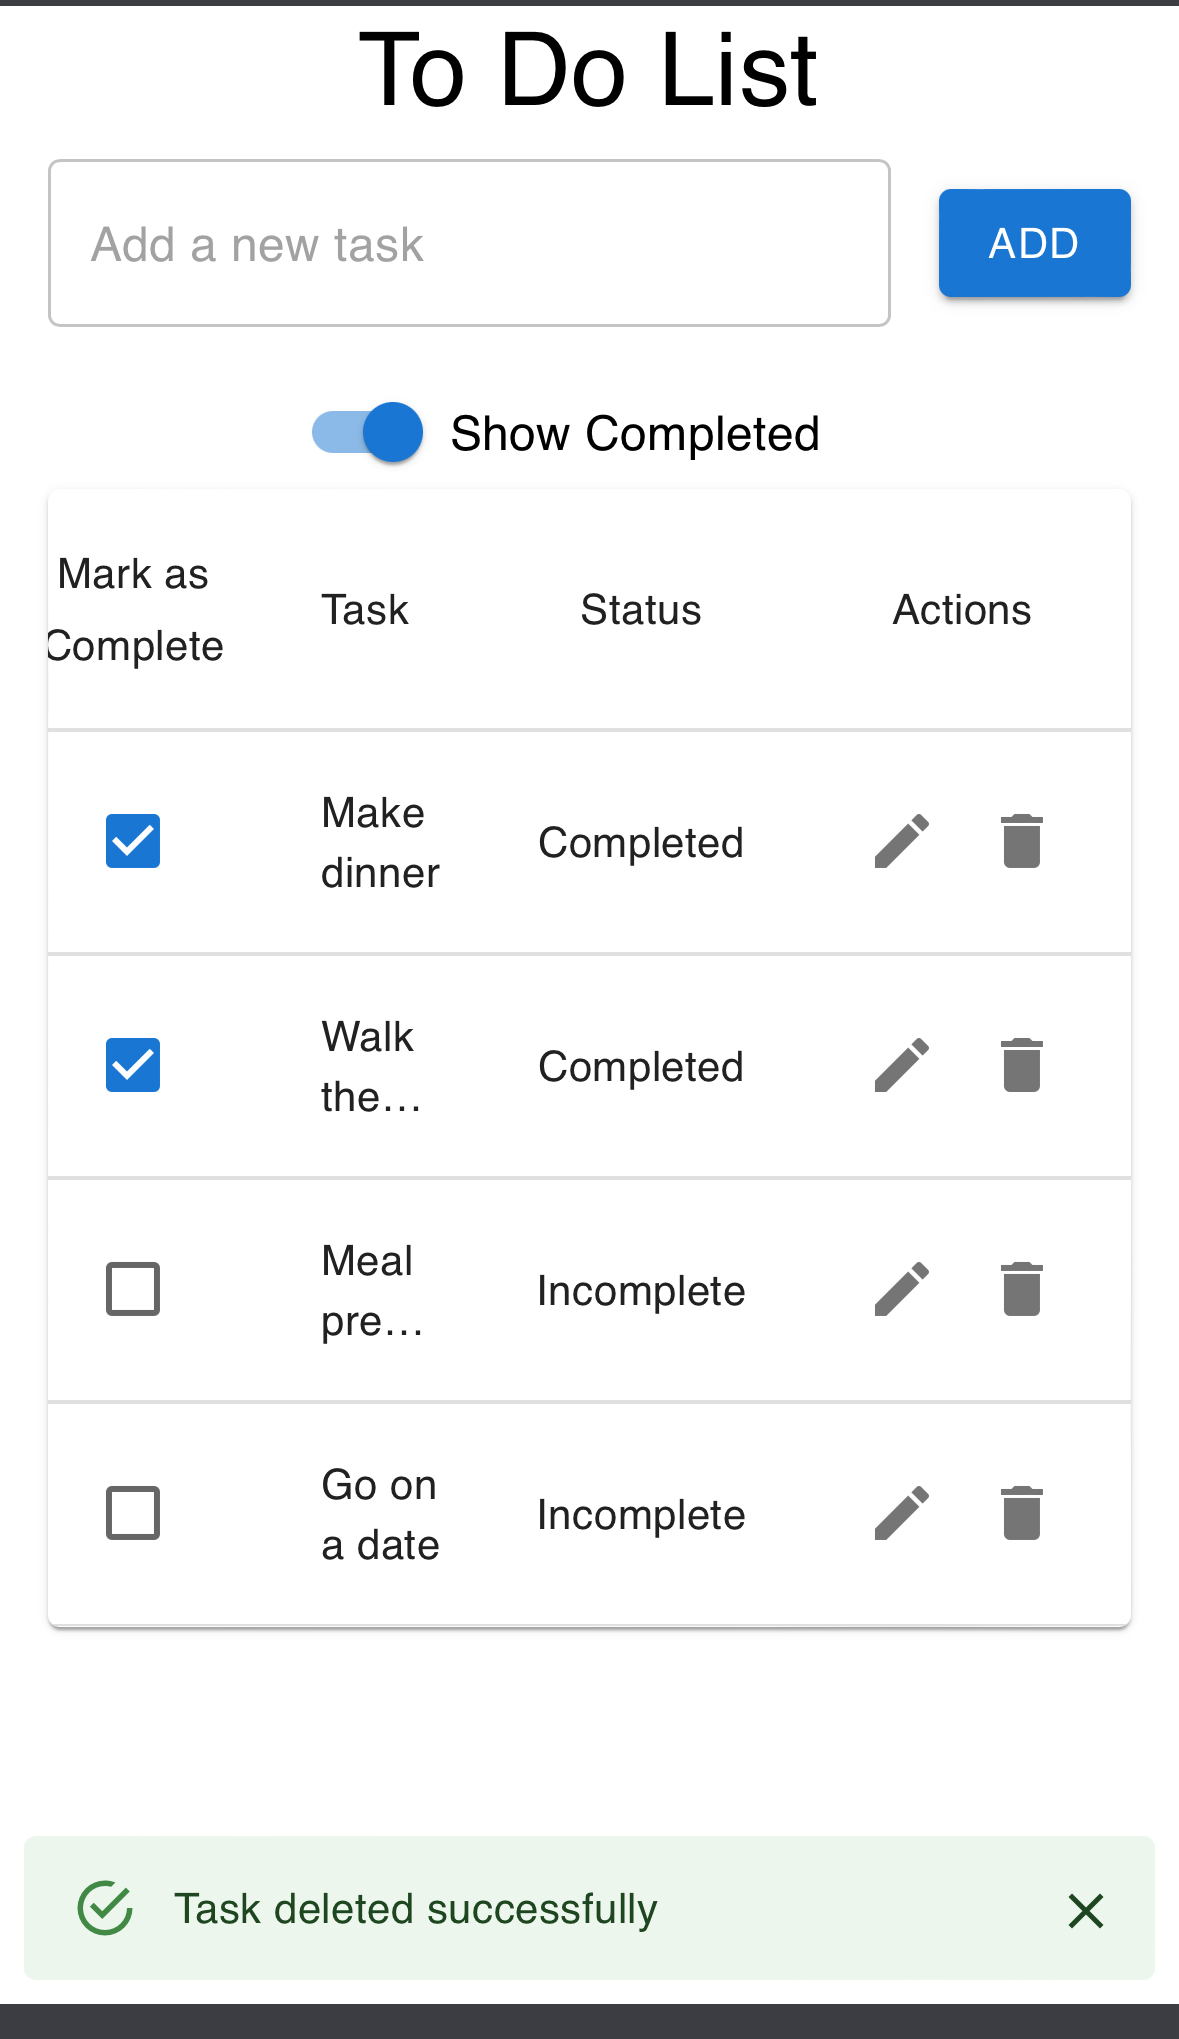 To Do List
Add a new task
ADD
Show Completed
Mark as
Complete
Task
Status
Actions
Make
dinner
Completed
Walk
the...
Completed
Meal
pre...
Incomplete
Go on
a date
Incomplete
Task deleted successfully